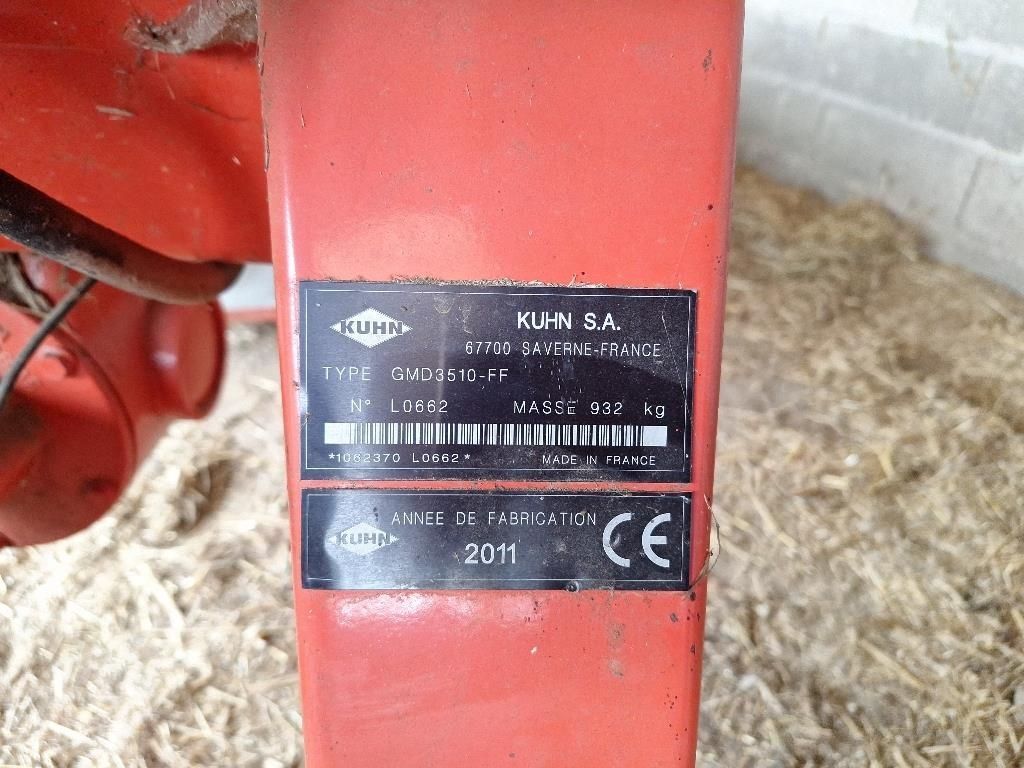 KUHN
KUHN S.A.
67700 SAVERNE-FRANCE
TYPE GMD3510-FF
N° L0662 MASSE 932 kg
*1062370 L0662* MADE IN FRANCE
KUHN
ANNEE DE FABRICATION
2011
CE